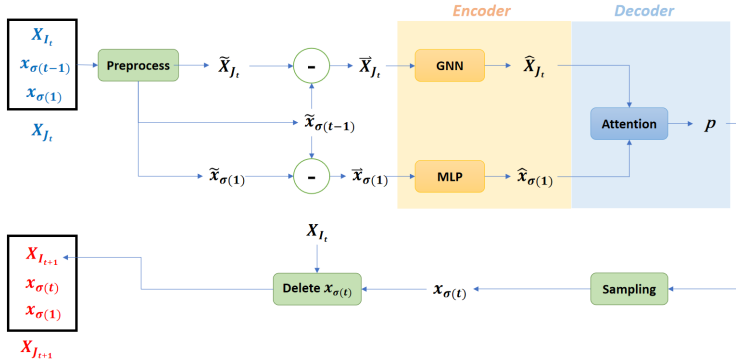 Encoder
Decoder
X_{I_t}
x_{σ(t−1)}
x_{σ(1)}
X_{J_t}
Preprocess
X̃_{J_t}
-
X⃗_{J_t}
GNN
X̂_{J_t}
x̃_{σ(t−1)}
Attention
p
x̃_{σ(1)}
-
x⃗_{σ(1)}
MLP
x̂_{σ(1)}
X_{I_t}
X_{I_{t+1}}
x_{σ(t)}
x_{σ(1)}
X_{J_{t+1}}
Delete x_{σ(t)}
x_{σ(t)}
Sampling